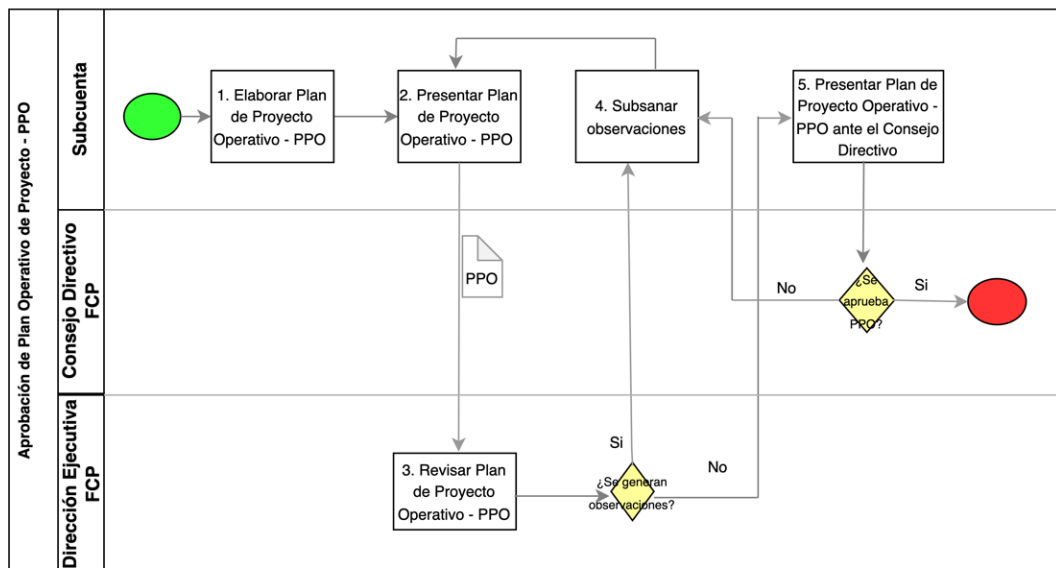 Aprobación de Plan Operativo de Proyecto - PPO
Subcuenta
1. Elaborar Plan
de Proyecto
Operativo - PPO
2. Presentar Plan
de Proyecto
Operativo - PPO
4. Subsanar
observaciones
5. Presentar Plan de
Proyecto Operativo -
PPO ante el Consejo
Directivo
Consejo Directivo
FCP
PPO
No
¿Se
aprueba
PPO?
Si
Dirección Ejecutiva
FCP
3. Revisar Plan
de Proyecto
Operativo - PPO
Si
¿Se generan
observaciones?
No